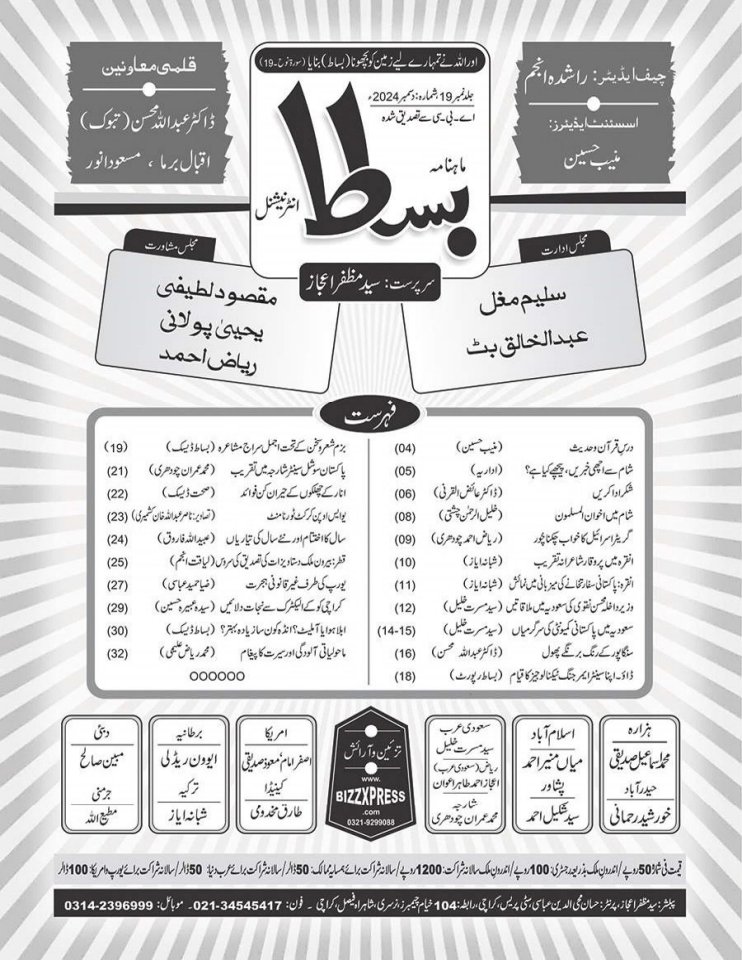 اور اللہ نے تمہارے لیے زمین کو بچھونا (بساط) بنایا (سورۃ نوح۔19)
جلد نمبر 19 شمارہ: دسمبر 2024ء
اے۔بی۔سی سے تصدیق شدہ
ماہنامہ
بساط
انٹرنیشنل
سرپرست: سید مظفر اعجاز
چیف ایڈیٹر: راشدہ انجم
اسسٹنٹ ایڈیٹرز:
منیب حسین
قلمی معاونین
ڈاکٹر عبداللہ محسن (تبوک)
اقبال برما ، مسعود انور
مجلس ادارت
سلیم مغل
عبدالخالق بٹ
مجلس مشاورت
مقصود لطیفی
یحییٰ پولانی
ریاض احمد
فہرست
درس قرآن و حدیث (منیب حسین) (04)
شام سے اچھی خبریں، پیچھے کیا ہے؟ (اداریہ) (05)
شکر ادا کریں (ڈاکٹر عائض القرنی) (06)
شام میں اخوان المسلمون (خلیل الرحمٰن چشتی) (08)
گریٹر اسرائیل کا خواب چکنا چور (ریاض احمد چودھری) (09)
انقرہ میں پروقار شاعرانہ تقریب (شبانہ ایاز) (10)
انقرہ: پاکستانی سفارتخانے کی میزبانی میں نمائش (شبانہ ایاز) (11)
وزیر داخلہ محسن نقوی کی سعودیہ میں ملاقاتیں (سید مسرت خلیل) (12)
سعودیہ میں پاکستانی کمیونٹی کی سرگرمیاں (سید مسرت خلیل) (14-15)
سنگاپور کے رنگ برنگے پھول (ڈاکٹر عبداللہ محسن) (16)
ڈاؤ۔اپنا سینٹر ایمرجنگ ٹیکنالوجیز کا قیام (بساط رپورٹ) (18)
بزم شعر و سخن کے تحت اجمل سراج مشاعرہ (بساط ڈیسک) (19)
پاکستان سوشل سینٹر شارجہ میں تقریب (محمد عمران چودھری) (21)
انار کے چھلکوں کے حیران کن فوائد (صحت ڈیسک) (22)
یو ایس اوپن کرکٹ ٹورنامنٹ (تصاویر: ناصر عبداللہ خان کشمیری) (23)
سال کا اختتام اور نئے سال کی تیاریاں (عبیداللہ فاروق) (24)
قطر: بیرون ملک دستاویزات کی تصدیق کی سروس (لیاقت انجم) (25)
یورپ کی طرف غیر قانونی ہجرت (ضیا حمید عباسی) (27)
کراچی کو کے الیکٹرک سے نجات دلائیں (سیدہ عبیرہ حسین) (29)
ابلا ہوا یا آملیٹ؟ انڈہ کون سا زیادہ بہتر؟ (بساط ڈیسک) (30)
ماحولیاتی آلودگی اور سیرت کا پیغام (محمد ریاض علیمی) (32)
oooooo
ہزارہ
محمد اسماعیل صدیقی
حیدرآباد
خورشید رحمانی
اسلام آباد
میاں منیر احمد
پشاور
سید شکیل احمد
سعودی عرب
سید مسرت خلیل
ریاض (سعودی عرب)
اعجاز احمد طاہر اعوان
شارجہ
محمد عمران چودھری
تزئین و آرائش
www.
BIZZXPRESS
.com
0321-9299088
امریکا
اصغر امام، معوذ صدیقی
کینیڈا
طارق مخدومی
برطانیہ
ایوون ریڈلی
ترکیہ
شبانہ ایاز
دبئی
مبین صالح
جرمنی
مطیع اللہ
قیمت فی شمارہ 50 روپے/ اندرون ملک بذریعہ رجسٹری: 100 روپے/ اندرون ملک سالانہ شراکت: 1200 روپے/ سالانہ شراکت برائے ہمسایہ ممالک: 50 ڈالر/ سالانہ شراکت برائے عرب دنیا: 50 ڈالر/ سالانہ شراکت برائے یورپ و امریکا: 100 ڈالر
پبلشر: سید مظفر اعجاز، پرنٹر: حسان محی الدین عباسی، سٹی پریس، کراچی، رابطہ: 104 خیام چیمبرز، نرسری، شاہراہ فیصل، کراچی ۔ فون: 021-34545417۔ موبائل: 0314-2396999